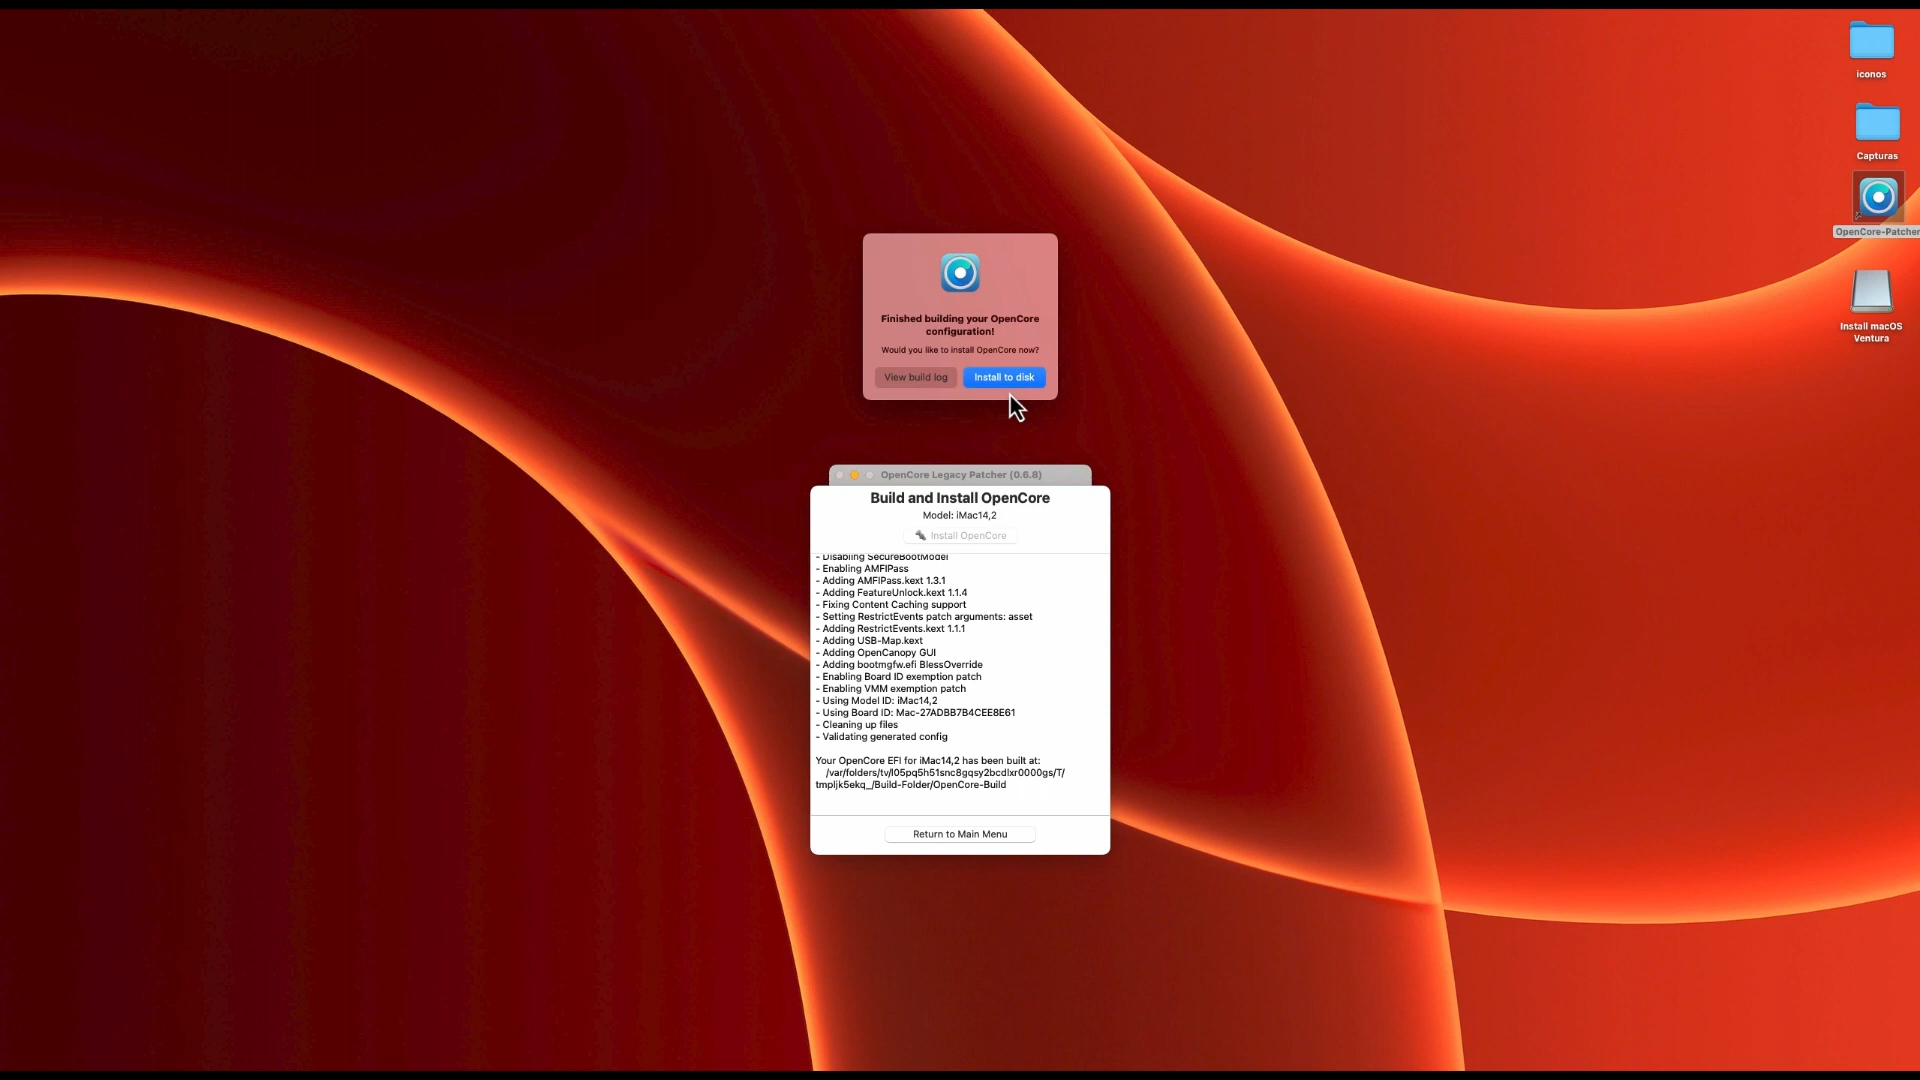 iconos
Capturas
OpenCore-Patcher
Install macOS
Ventura
Finished building your OpenCore
configuration!
Would you like to install OpenCore now?
View build log
Install to disk
OpenCore Legacy Patcher (0.6.8)
Build and Install OpenCore
Model: iMac14,2
Install OpenCore
- Disabling SecureBootModel
- Enabling AMFIPass
- Adding AMFIPass.kext 1.3.1
- Adding FeatureUnlock.kext 1.1.4
- Fixing Content Caching support
- Setting RestrictEvents patch arguments: asset
- Adding RestrictEvents.kext 1.1.1
- Adding USB-Map.kext
- Adding OpenCanopy GUI
- Adding bootmgfw.efi BlessOverride
- Enabling Board ID exemption patch
- Enabling VMM exemption patch
- Using Model ID: iMac14,2
- Using Board ID: Mac-27ADBB7B4CEE8E61
- Cleaning up files
- Validating generated config
Your OpenCore EFI for iMac14,2 has been built at:
/var/folders/tv/l05pq5h51snc8gqsy2bcdlxr0000gs/T/
tmpljk5ekq_/Build-Folder/OpenCore-Build
Return to Main Menu